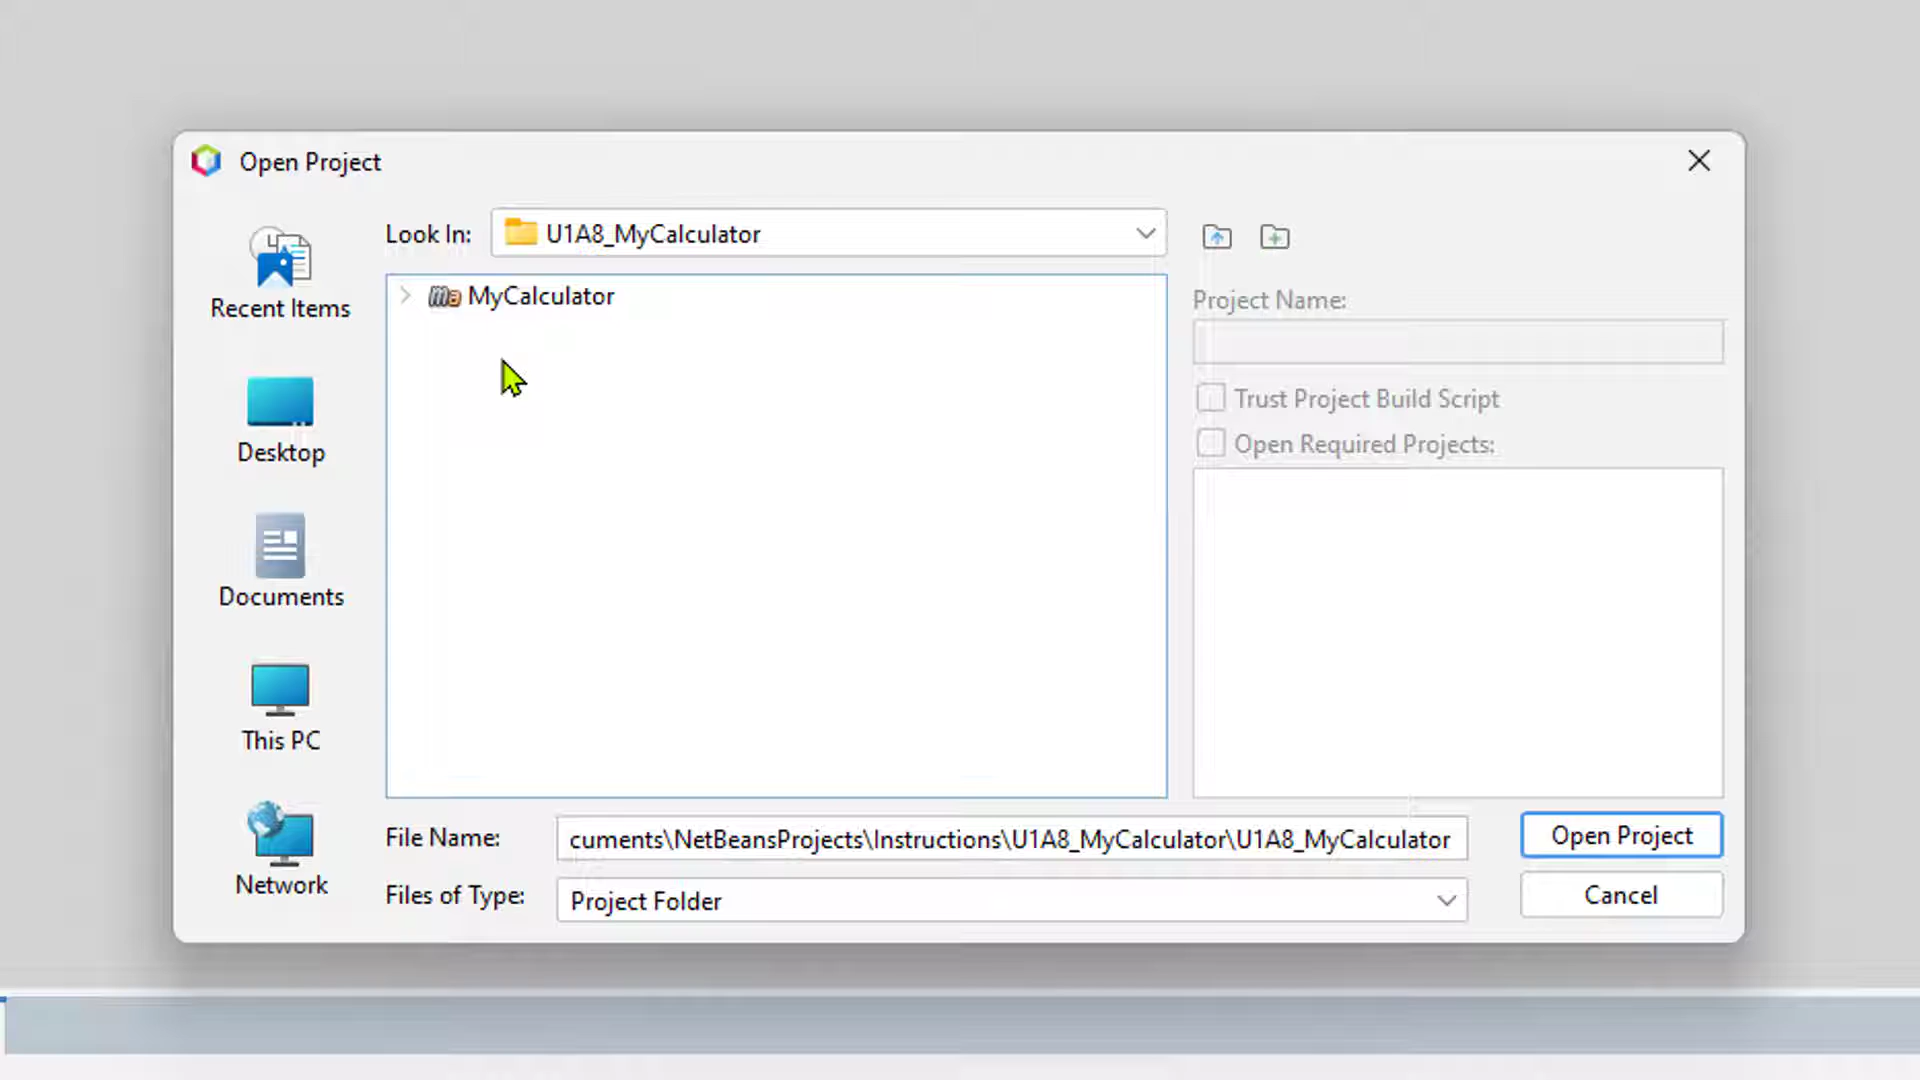 Open Project
Look In:
U1A8_MyCalculator
Recent Items
Desktop
Documents
This PC
Network
MyCalculator
Project Name:
Trust Project Build Script
Open Required Projects:
File Name:
cuments\NetBeansProjects\Instructions\U1A8_MyCalculator\U1A8_MyCalculator
Open Project
Files of Type:
Project Folder
Cancel